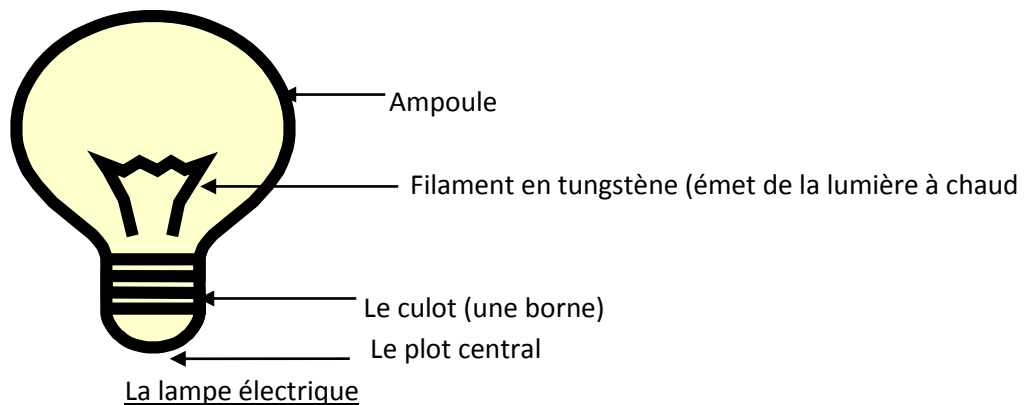 Ampoule
Filament en tungstène (émet de la lumière à chaud
Le culot (une borne)
Le plot central
La lampe électrique